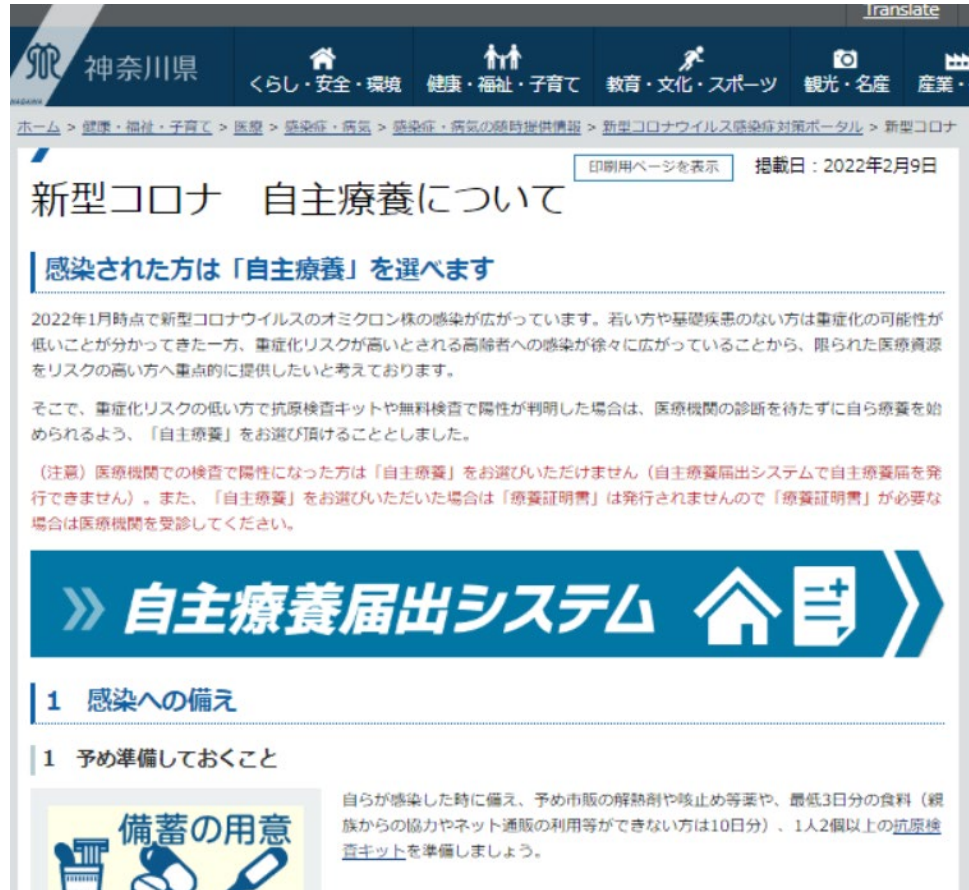 Translate
神奈川県
くらし・安全・環境
健康・福祉・子育て
教育・文化・スポーツ
観光・名産
産業・
ホーム > 健康・福祉・子育て > 医療 > 感染症・病気 > 感染症・病気の随時提供情報 > 新型コロナウイルス感染症対策ポータル > 新型コロナ
印刷用ページを表示
掲載日：2022年2月9日
新型コロナ　自主療養について
感染された方は「自主療養」を選べます
2022年1月時点で新型コロナウイルスのオミクロン株の感染が広がっています。若い方や基礎疾患のない方は重症化の可能性が
低いことが分かってきた一方、重症化リスクが高いとされる高齢者への感染が徐々に広がっていることから、限られた医療資源
をリスクの高い方へ重点的に提供したいと考えております。
そこで、重症化リスクの低い方で抗原検査キットや無料検査で陽性が判明した場合は、医療機関の診断を待たずに自ら療養を始
められるよう、「自主療養」をお選び頂けることとしました。
（注意）医療機関での検査で陽性になった方は「自主療養」をお選びいただけません（自主療養届出システムで自主療養届を発
行できません）。また、「自主療養」をお選びいただいた場合は「療養証明書」は発行されませんので「療養証明書」が必要な
場合は医療機関を受診してください。
自主療養届出システム
1　感染への備え
1　予め準備しておくこと
備蓄の用意
自らが感染した時に備え、予め市販の解熱剤や咳止め等薬や、最低3日分の食料（親
族からの協力やネット通販の利用等ができない方は10日分）、1人2個以上の抗原検
査キットを準備しましょう。